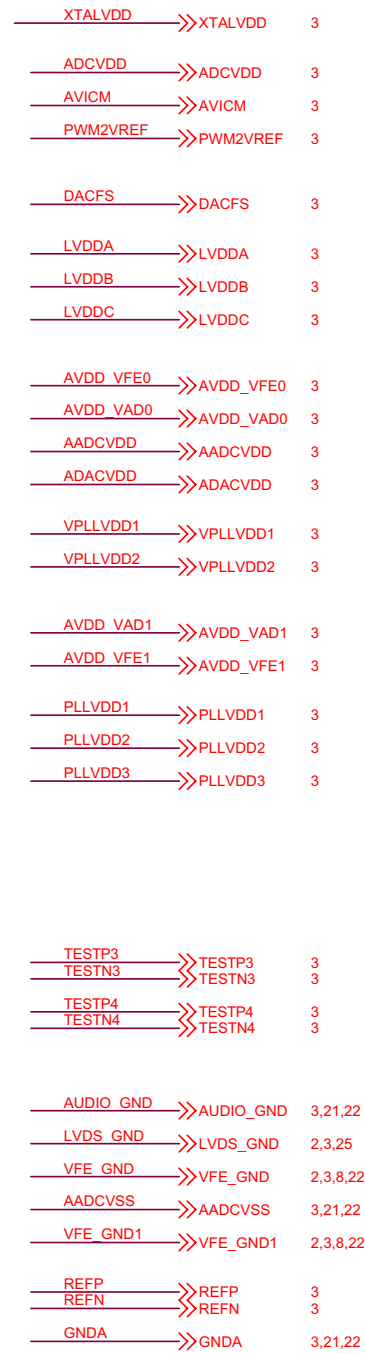 XTALVDD XTALVDD 3
ADCVDD ADCVDD 3
AVICM AVICM 3
PWM2VREF PWM2VREF 3
DACFS DACFS 3
LVDDA LVDDA 3
LVDDB LVDDB 3
LVDDC LVDDC 3
AVDD_VFE0 AVDD_VFE0 3
AVDD_VAD0 AVDD_VAD0 3
AADCVDD AADCVDD 3
ADACVDD ADACVDD 3
VPLLVDD1 VPLLVDD1 3
VPLLVDD2 VPLLVDD2 3
AVDD_VAD1 AVDD_VAD1 3
AVDD_VFE1 AVDD_VFE1 3
PLLVDD1 PLLVDD1 3
PLLVDD2 PLLVDD2 3
PLLVDD3 PLLVDD3 3
TESTP3 TESTP3 3
TESTN3 TESTN3 3
TESTP4 TESTP4 3
TESTN4 TESTN4 3
AUDIO_GND AUDIO_GND 3,21,22
LVDS_GND LVDS_GND 2,3,25
VFE_GND VFE_GND 2,3,8,22
AADCVSS AADCVSS 3,21,22
VFE_GND1 VFE_GND1 2,3,8,22
REFP REFP 3
REFN REFN 3
GNDA GNDA 3,21,22